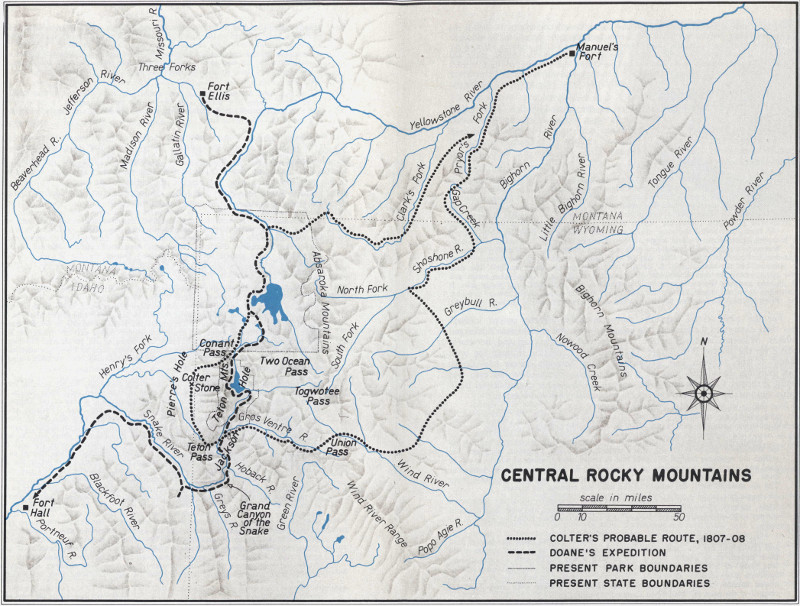 Missouri R.
Three Forks
Jefferson River
Beaverhead R.
Madison River
Gallatin River
Fort
Ellis
Yellowstone River
Manuel's
Fort
Clark's Fork
Pryor's Fork
Gap Creek
Bighorn River
Little Bighorn River
Tongue River
Powder River
MONTANA
WYOMING
MONTANA
IDAHO
Absaroka Mountains
North Fork
Shoshone R.
Greybull R.
South Fork
Bighorn Mountains
Nowood Creek
Henry's Fork
Conant
Pass
Pierre's Hole
Colter
Stone
Teton Mts
Jackson Hole
Two Ocean
Pass
Togwotee
Pass
Gros Ventre R.
Union
Pass
Teton
Pass
Snake River
Hoback R.
Wind River
Wind River Range
Popo Agie R.
Green River
Greys R.
Grand
Canyon
of the
Snake
Blackfoot River
Portneuf R.
Fort
Hall
N
CENTRAL ROCKY MOUNTAINS
scale in miles
0 10 50
COLTER'S PROBABLE ROUTE, 1807-08
DOANE'S EXPEDITION
PRESENT PARK BOUNDARIES
PRESENT STATE BOUNDARIES